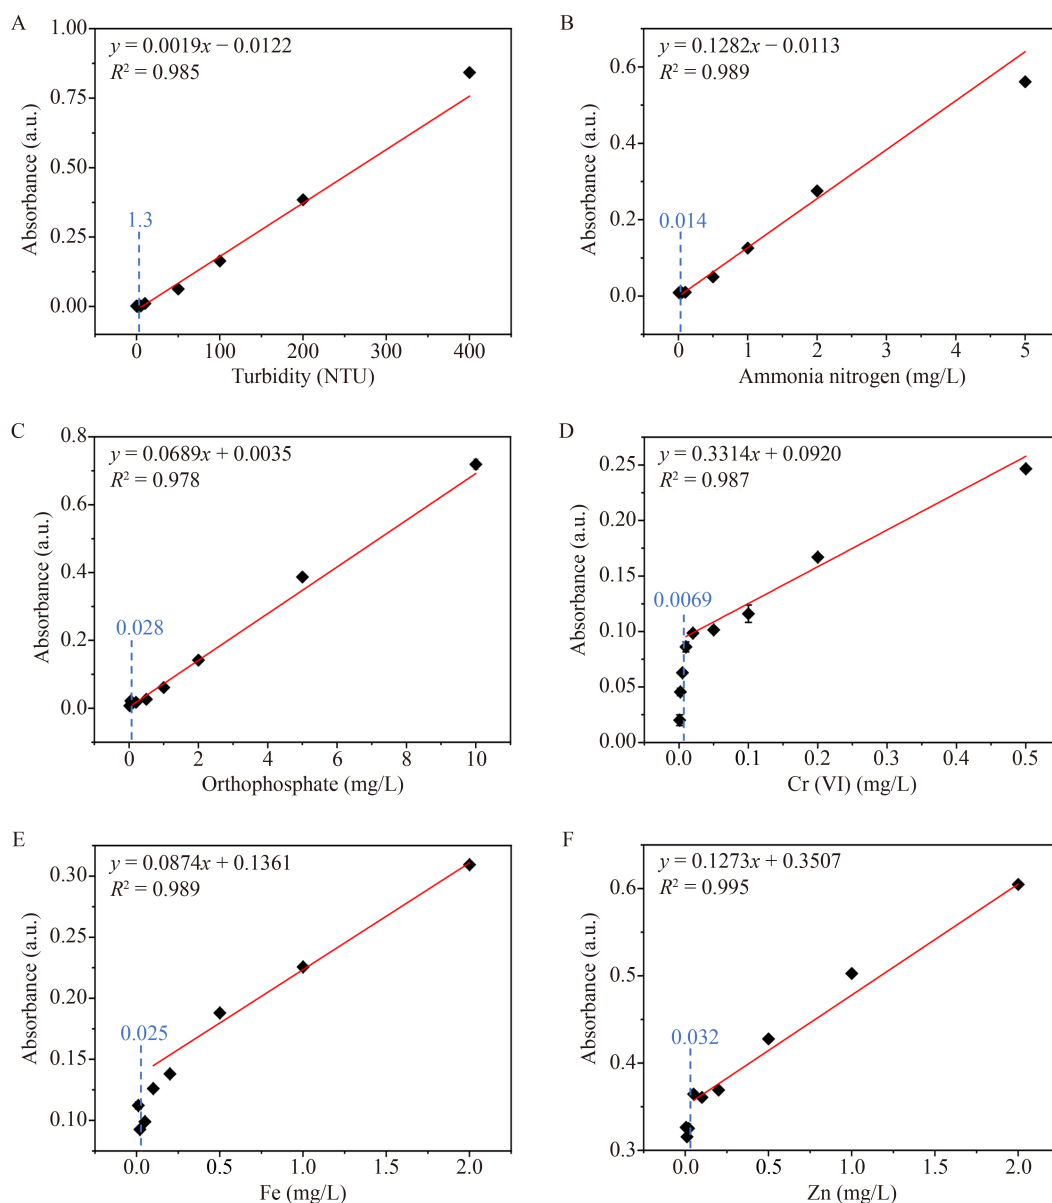 A
y = 0.0019x − 0.0122
R² = 0.985
1.3
Absorbance (a.u.)
1.00
0.75
0.50
0.25
0.00
0 100 200 300 400
Turbidity (NTU)
B
y = 0.1282x − 0.0113
R² = 0.989
0.014
Absorbance (a.u.)
0.6
0.4
0.2
0.0
0 1 2 3 4 5
Ammonia nitrogen (mg/L)
C
y = 0.0689x + 0.0035
R² = 0.978
0.028
Absorbance (a.u.)
0.8
0.6
0.4
0.2
0.0
0 2 4 6 8 10
Orthophosphate (mg/L)
D
y = 0.3314x + 0.0920
R² = 0.987
0.0069
Absorbance (a.u.)
0.25
0.20
0.15
0.10
0.05
0.00
0.0 0.1 0.2 0.3 0.4 0.5
Cr (VI) (mg/L)
E
y = 0.0874x + 0.1361
R² = 0.989
0.025
Absorbance (a.u.)
0.30
0.25
0.20
0.15
0.10
0.0 0.5 1.0 1.5 2.0
Fe (mg/L)
F
y = 0.1273x + 0.3507
R² = 0.995
0.032
Absorbance (a.u.)
0.6
0.5
0.4
0.3
0.0 0.5 1.0 1.5 2.0
Zn (mg/L)